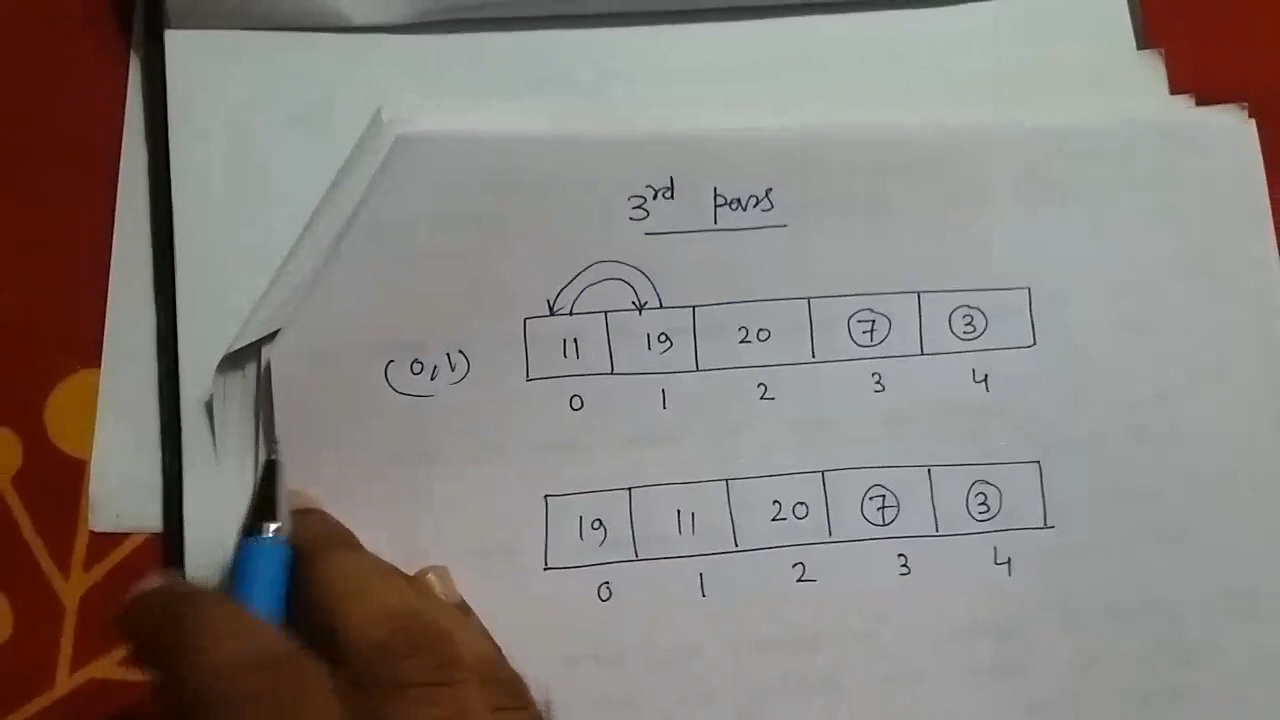 3rd pass
(0,1) 11 19 20 7 3
0 1 2 3 4
19 11 20 7 3
0 1 2 3 4